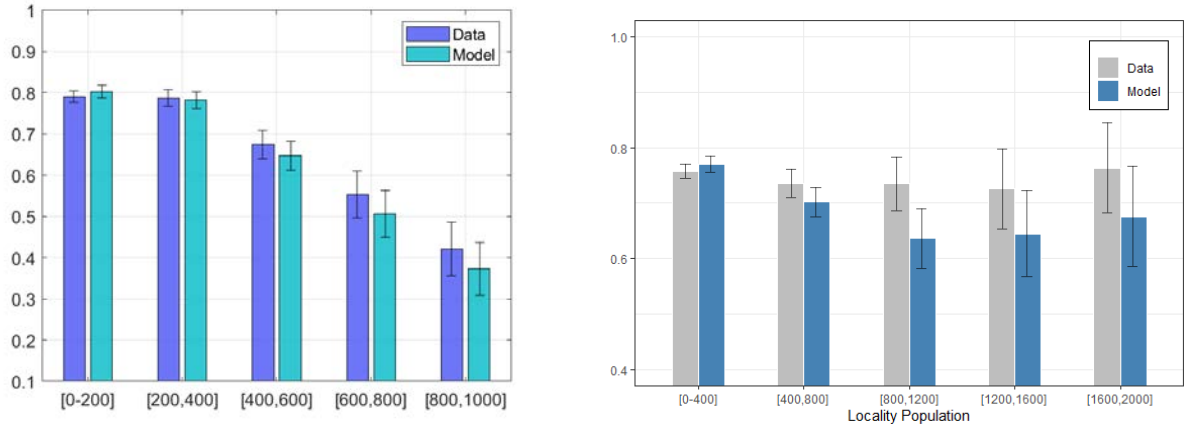 1
0.9
0.8
0.7
0.6
0.5
0.4
0.3
0.2
0.1
Data
Model
[0-200] [200,400] [400,600] [600,800] [800,1000]
1.0
0.8
0.6
0.4
Data
Model
[0-400] [400,800] [800,1200] [1200,1600] [1600,2000]
Locality Population